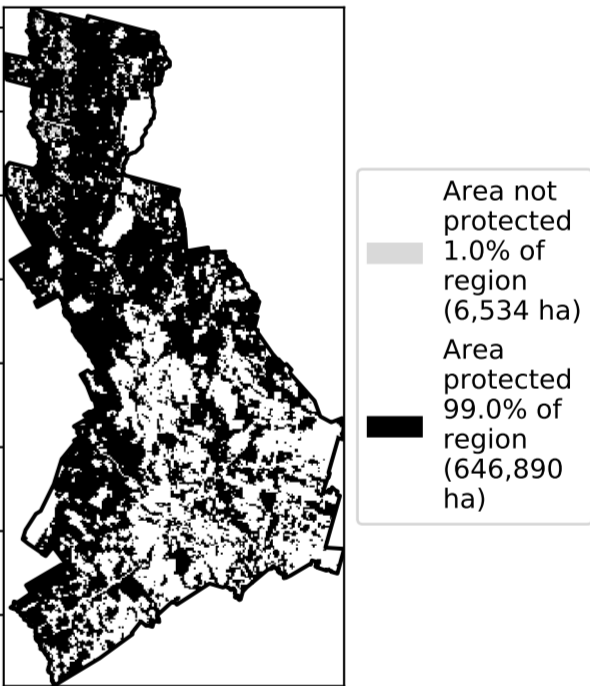 Area not
protected
1.0% of
region
(6,534 ha)
Area
protected
99.0% of
region
(646,890
ha)